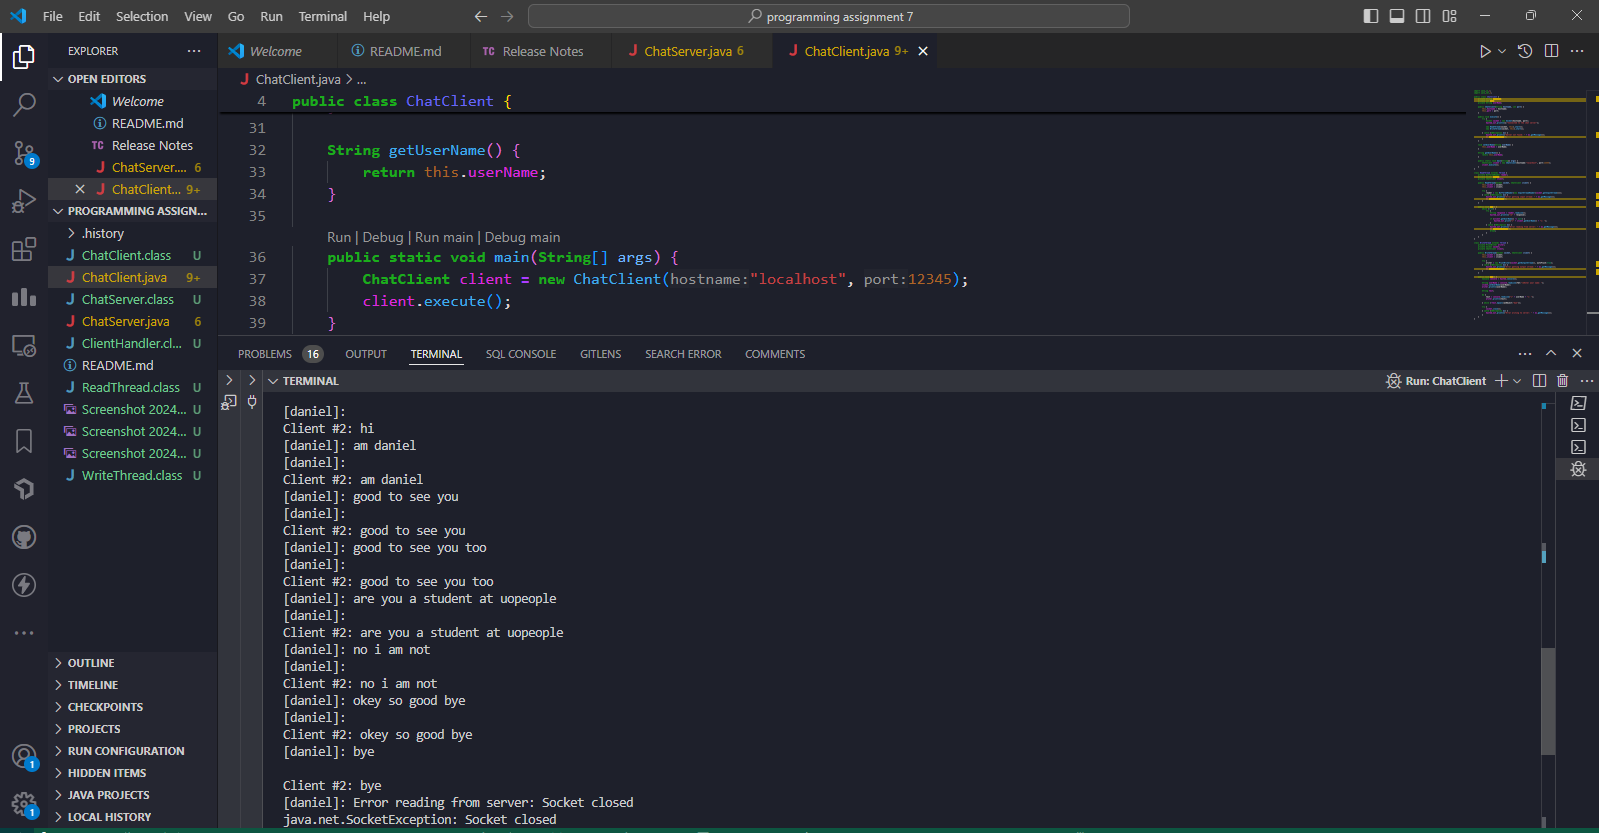 File Edit Selection View Go Run Terminal Help
programming assignment 7
EXPLORER
Welcome README.md Release Notes ChatServer.java 6 ChatClient.java 9+
OPEN EDITORS
Welcome
README.md
Release Notes
ChatServer.... 6
ChatClient... 9+
PROGRAMMING ASSIGN...
.history
ChatClient.class U
ChatClient.java 9+
ChatServer.class U
ChatServer.java 6
ClientHandler.cl... U
README.md
ReadThread.class U
Screenshot 2024... U
Screenshot 2024... U
Screenshot 2024... U
WriteThread.class U
OUTLINE
TIMELINE
CHECKPOINTS
PROJECTS
RUN CONFIGURATION
HIDDEN ITEMS
JAVA PROJECTS
LOCAL HISTORY
9
1
1
ChatClient.java > ...
4 public class ChatClient {
31
32 String getUserName() {
33 return this.userName;
34 }
35
Run | Debug | Run main | Debug main
36 public static void main(String[] args) {
37 ChatClient client = new ChatClient(hostname:"localhost", port:12345);
38 client.execute();
39 }
PROBLEMS 16 OUTPUT TERMINAL SQL CONSOLE GITLENS SEARCH ERROR COMMENTS
TERMINAL
Run: ChatClient
[daniel]:
Client #2: hi
[daniel]: am daniel
[daniel]:
Client #2: am daniel
[daniel]: good to see you
[daniel]:
Client #2: good to see you
[daniel]: good to see you too
[daniel]:
Client #2: good to see you too
[daniel]: are you a student at uopeople
[daniel]:
Client #2: are you a student at uopeople
[daniel]: no i am not
[daniel]:
Client #2: no i am not
[daniel]: okey so good bye
[daniel]:
Client #2: okey so good bye
[daniel]: bye
Client #2: bye
[daniel]: Error reading from server: Socket closed
java.net.SocketException: Socket closed